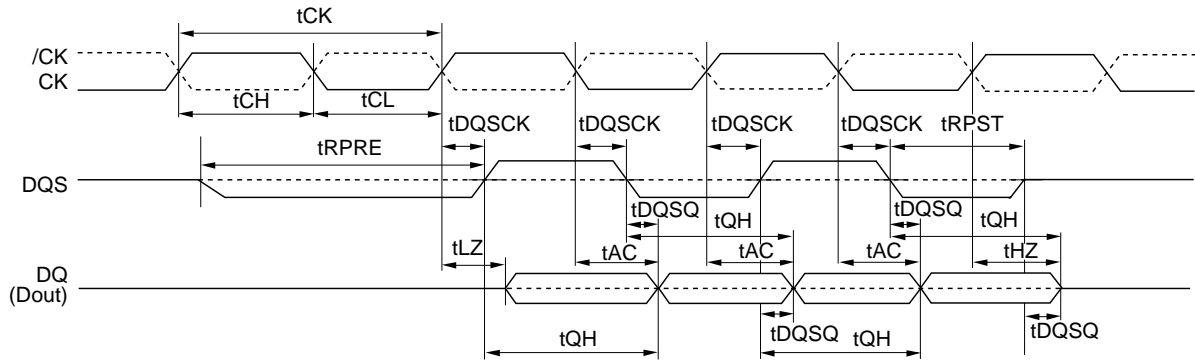 tCK
/CK
CK
tCH tCL
tDQSCK tDQSCK tDQSCK tDQSCK tRPST
tRPRE
DQS
tDQSQ tQH tDQSQ tQH
tLZ tAC tAC tAC tHZ
DQ
(Dout)
tQH tDQSQ tQH tDQSQ